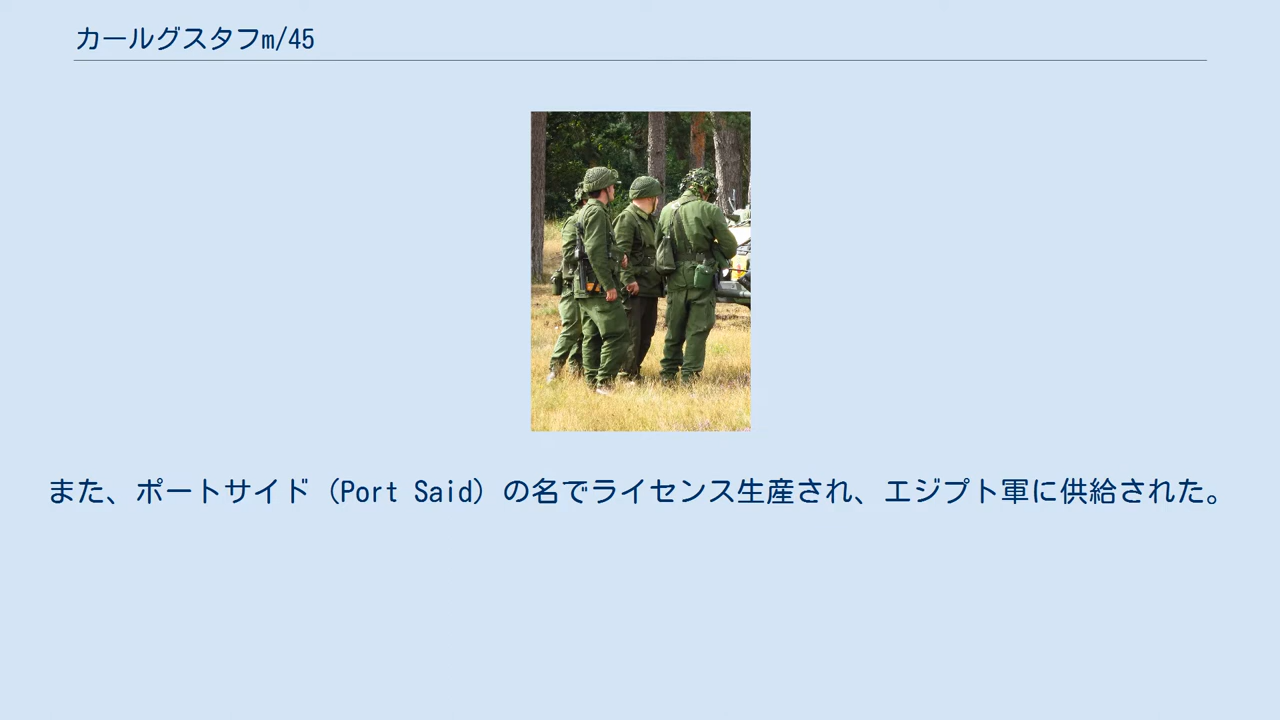 カールグスタフm/45
また、ポートサイド（Port Said）の名でライセンス生産され、エジプト軍に供給された。